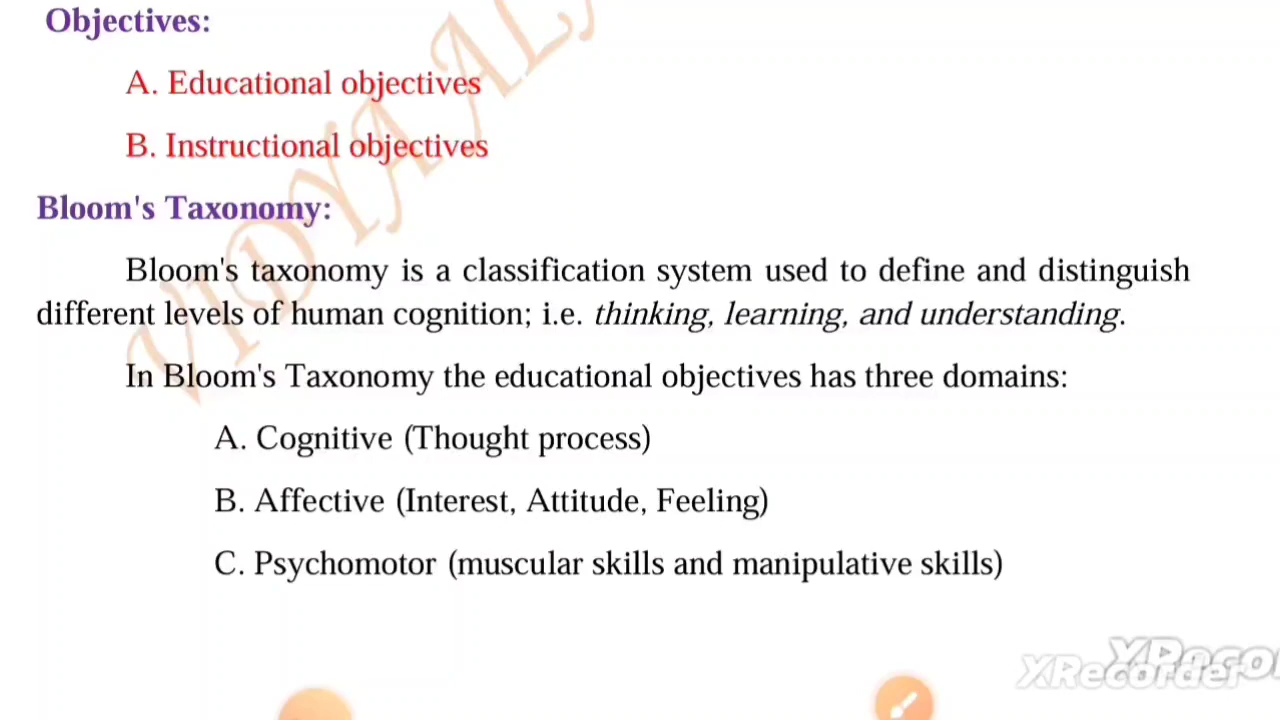 Objectives:
A. Educational objectives
B. Instructional objectives
Bloom's Taxonomy:
Bloom's taxonomy is a classification system used to define and distinguish
different levels of human cognition; i.e. thinking, learning, and understanding.
In Bloom's Taxonomy the educational objectives has three domains:
A. Cognitive (Thought process)
B. Affective (Interest, Attitude, Feeling)
C. Psychomotor (muscular skills and manipulative skills)
XRecorder